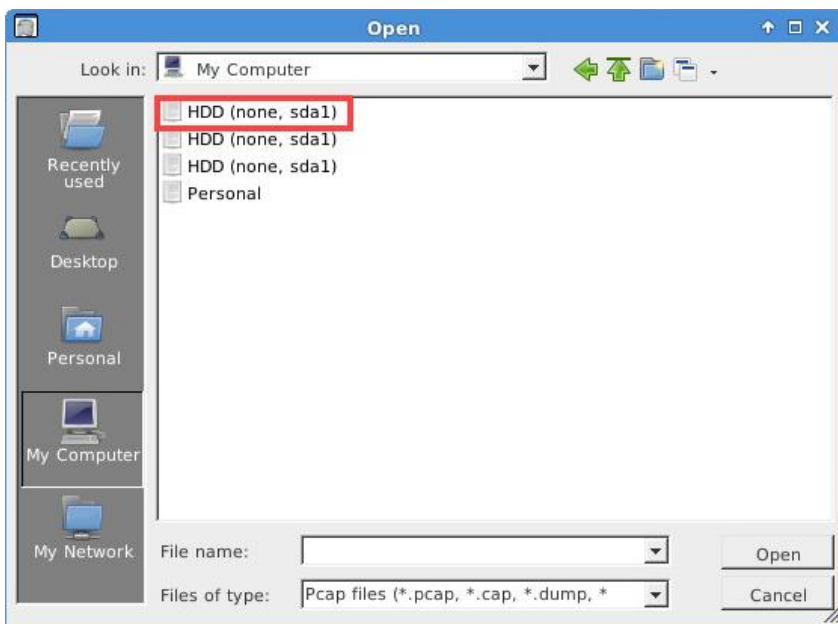 Open
Look in:
My Computer
HDD (none, sda1)
HDD (none, sda1)
HDD (none, sda1)
Personal
Recently
used
Desktop
Personal
My Computer
My Network
File name:
Open
Files of type:
Pcap files (*.pcap, *.cap, *.dump, *
Cancel